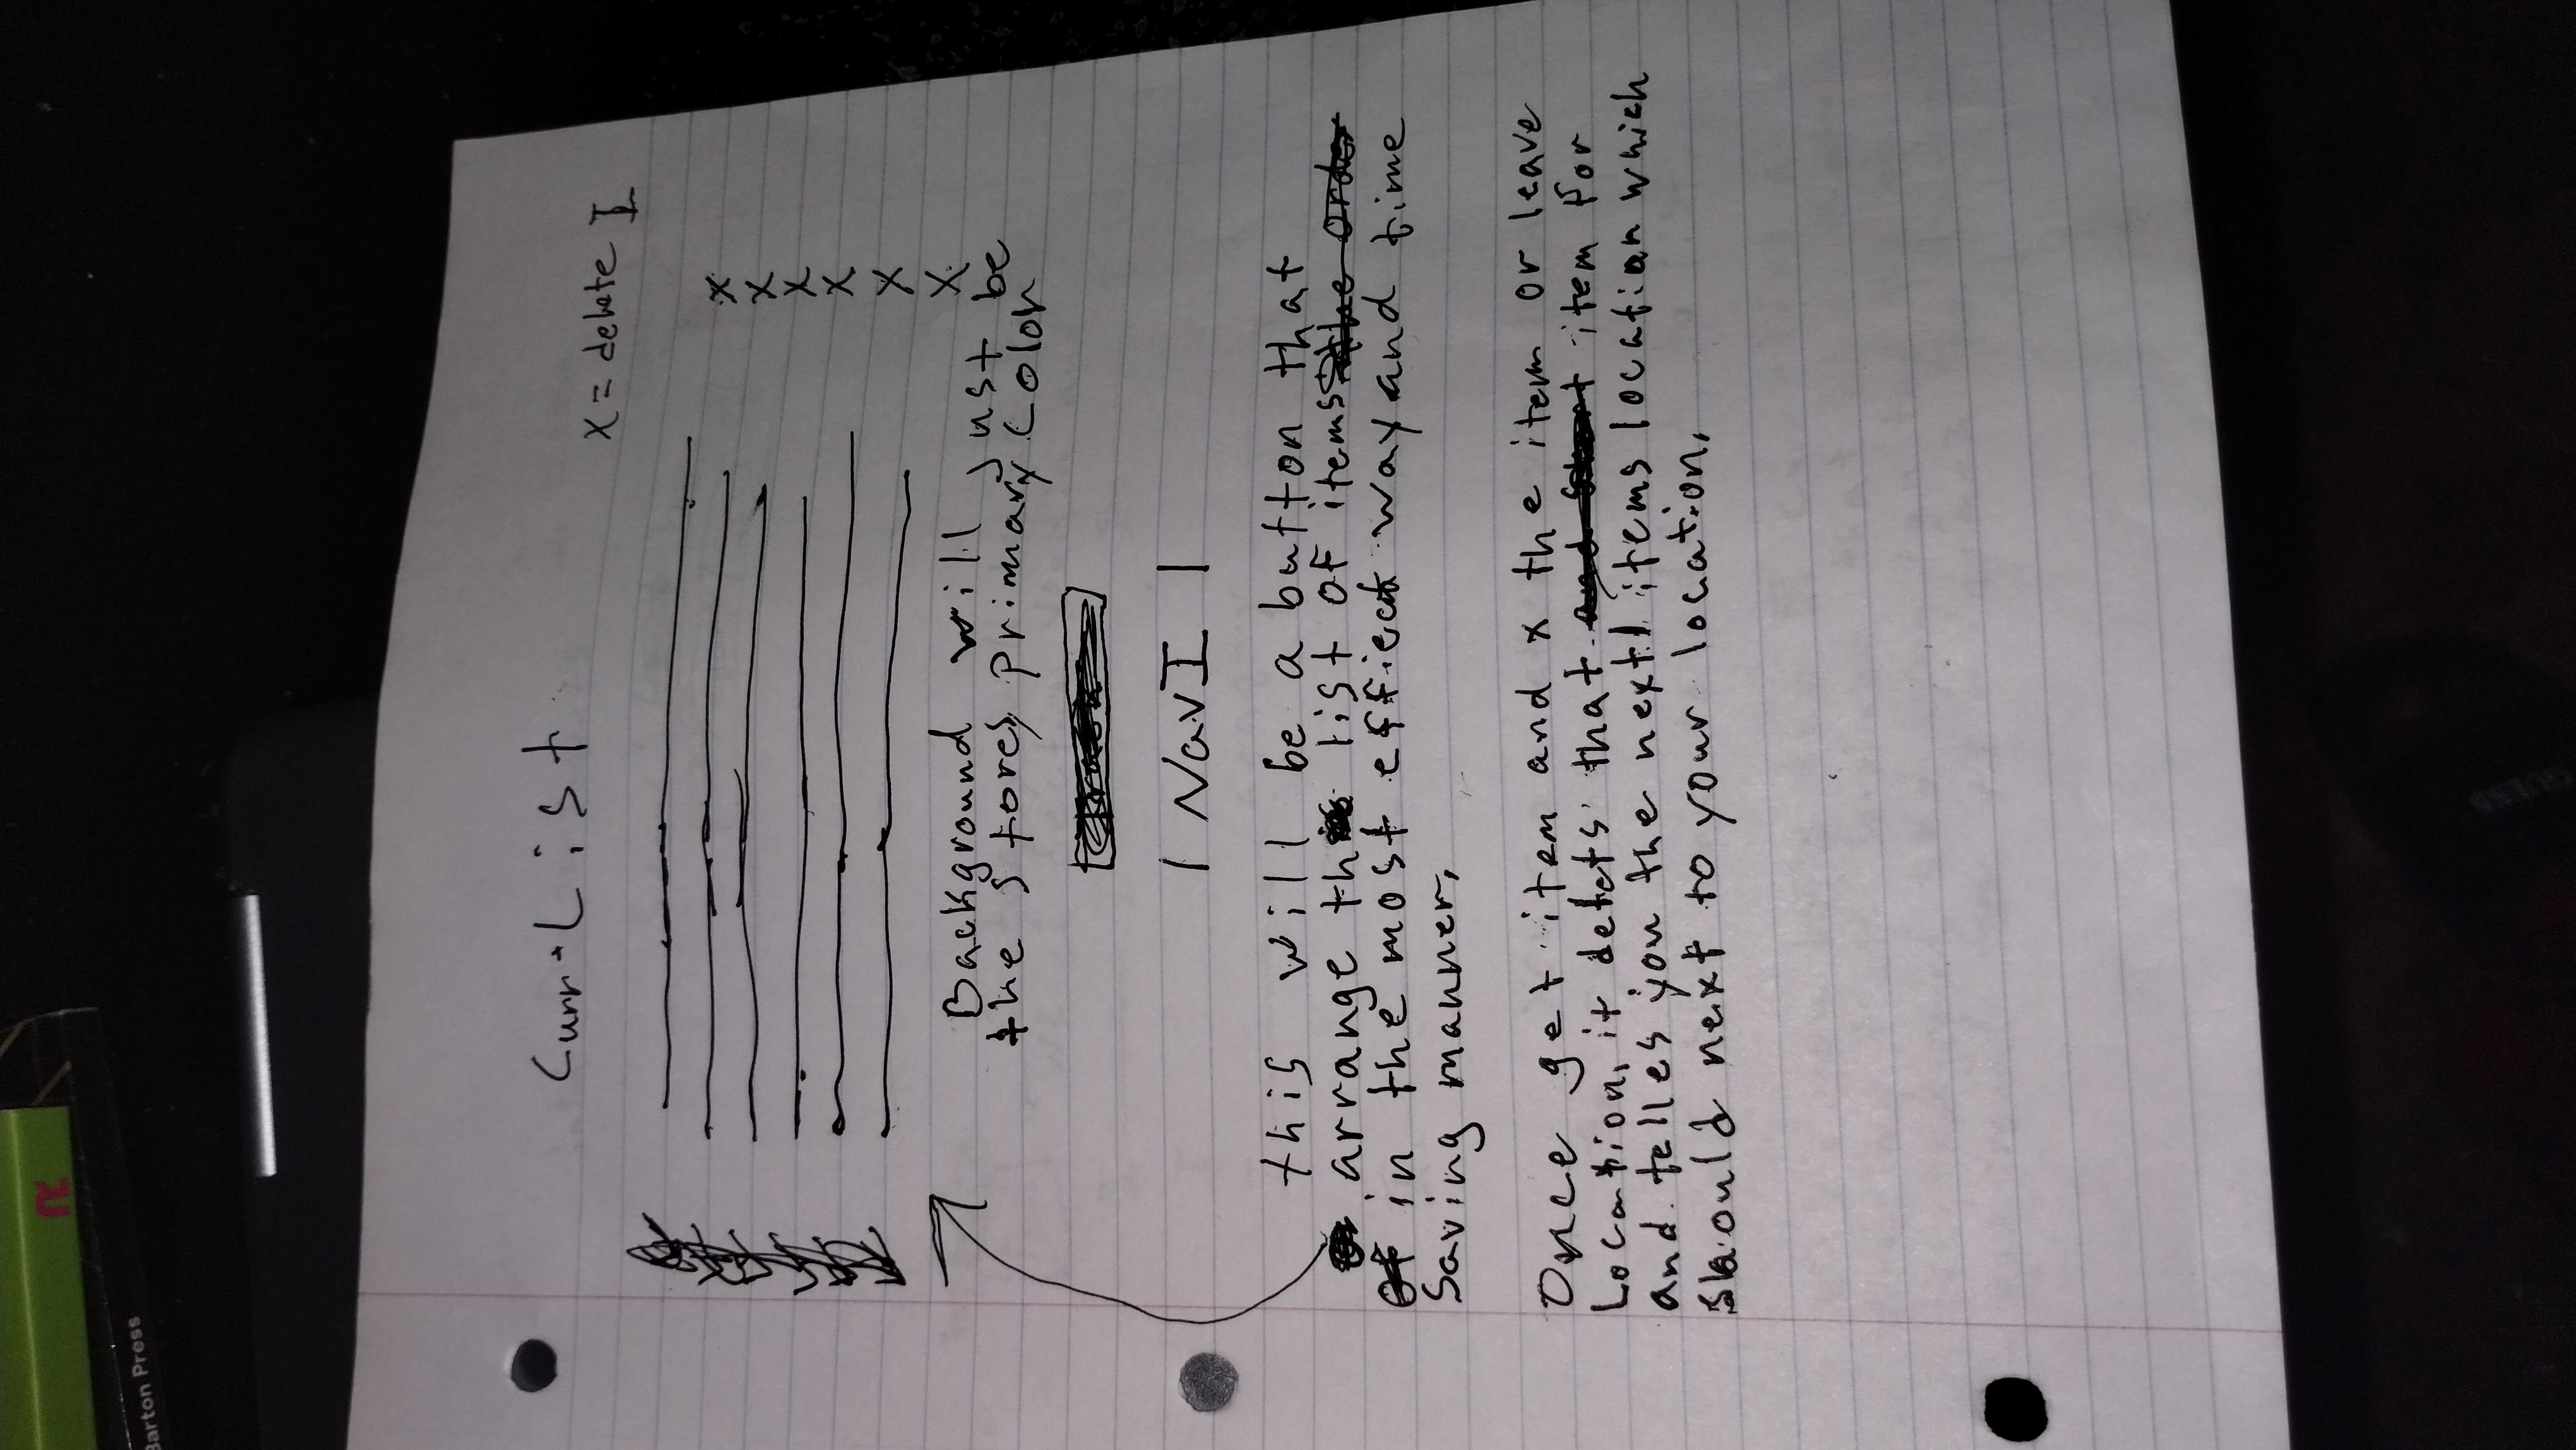 Barton Press
Curr. List
x = delete I
x
x
x
x
x
x
Background will just be
the stores primary color
| NavI |
this will be a button that
arrange th list of items
in the most effiect way and time
Saving manner.
Once get item and x the item or leave
Location, it detets that item for
and telles you the next items location which
should next to your location.